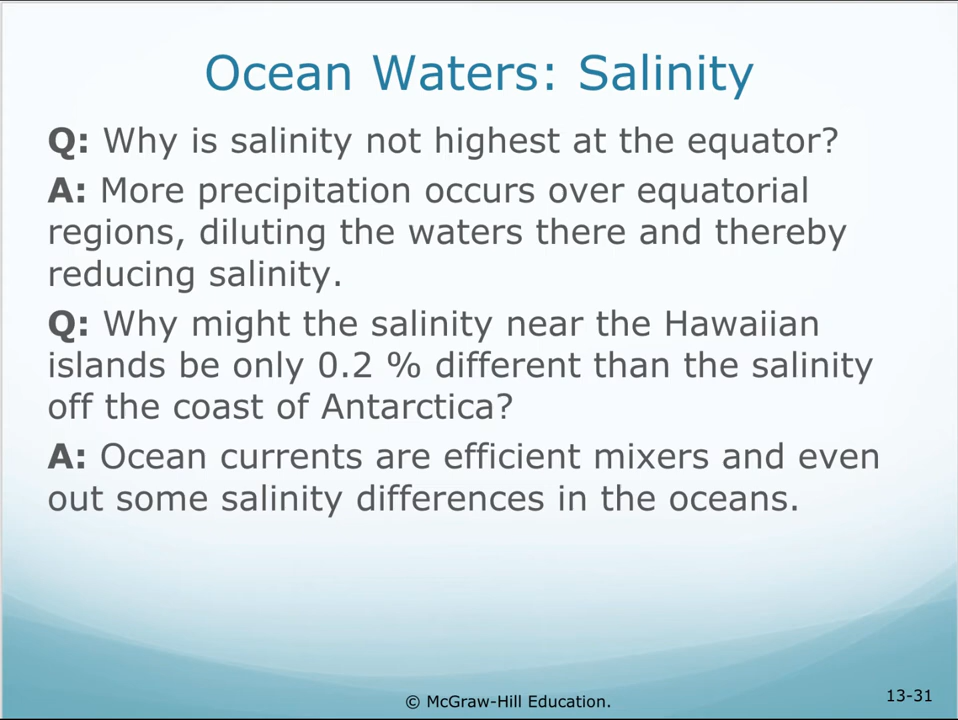 Ocean Waters: Salinity
Q: Why is salinity not highest at the equator?
A: More precipitation occurs over equatorial
regions, diluting the waters there and thereby
reducing salinity.
Q: Why might the salinity near the Hawaiian
islands be only 0.2 % different than the salinity
off the coast of Antarctica?
A: Ocean currents are efficient mixers and even
out some salinity differences in the oceans.
© McGraw-Hill Education.
13-31